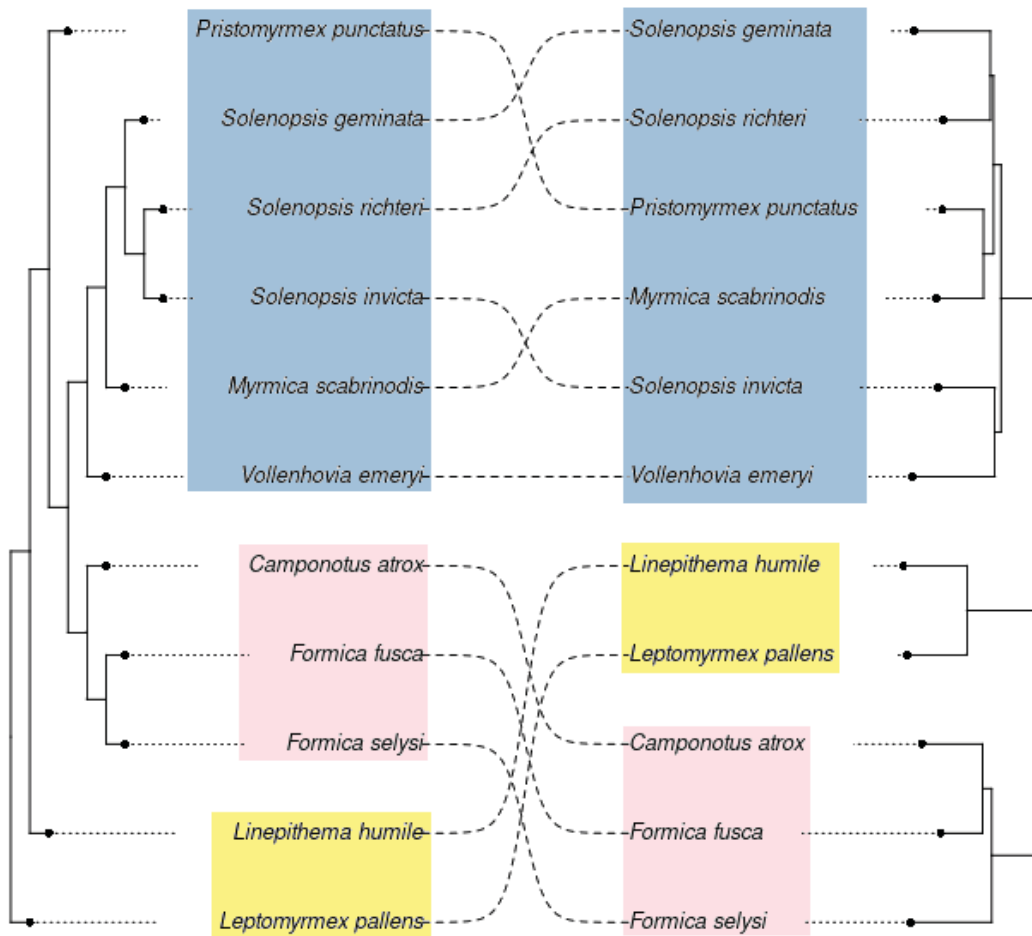 Pristomyrmex punctatus
Solenopsis geminata
Solenopsis richteri
Solenopsis invicta
Myrmica scabrinodis
Vollenhovia emeryi
Camponotus atrox
Formica fusca
Formica selysi
Linepithema humile
Leptomyrmex pallens
Solenopsis geminata
Solenopsis richteri
Pristomyrmex punctatus
Myrmica scabrinodis
Solenopsis invicta
Vollenhovia emeryi
Linepithema humile
Leptomyrmex pallens
Camponotus atrox
Formica fusca
Formica selysi